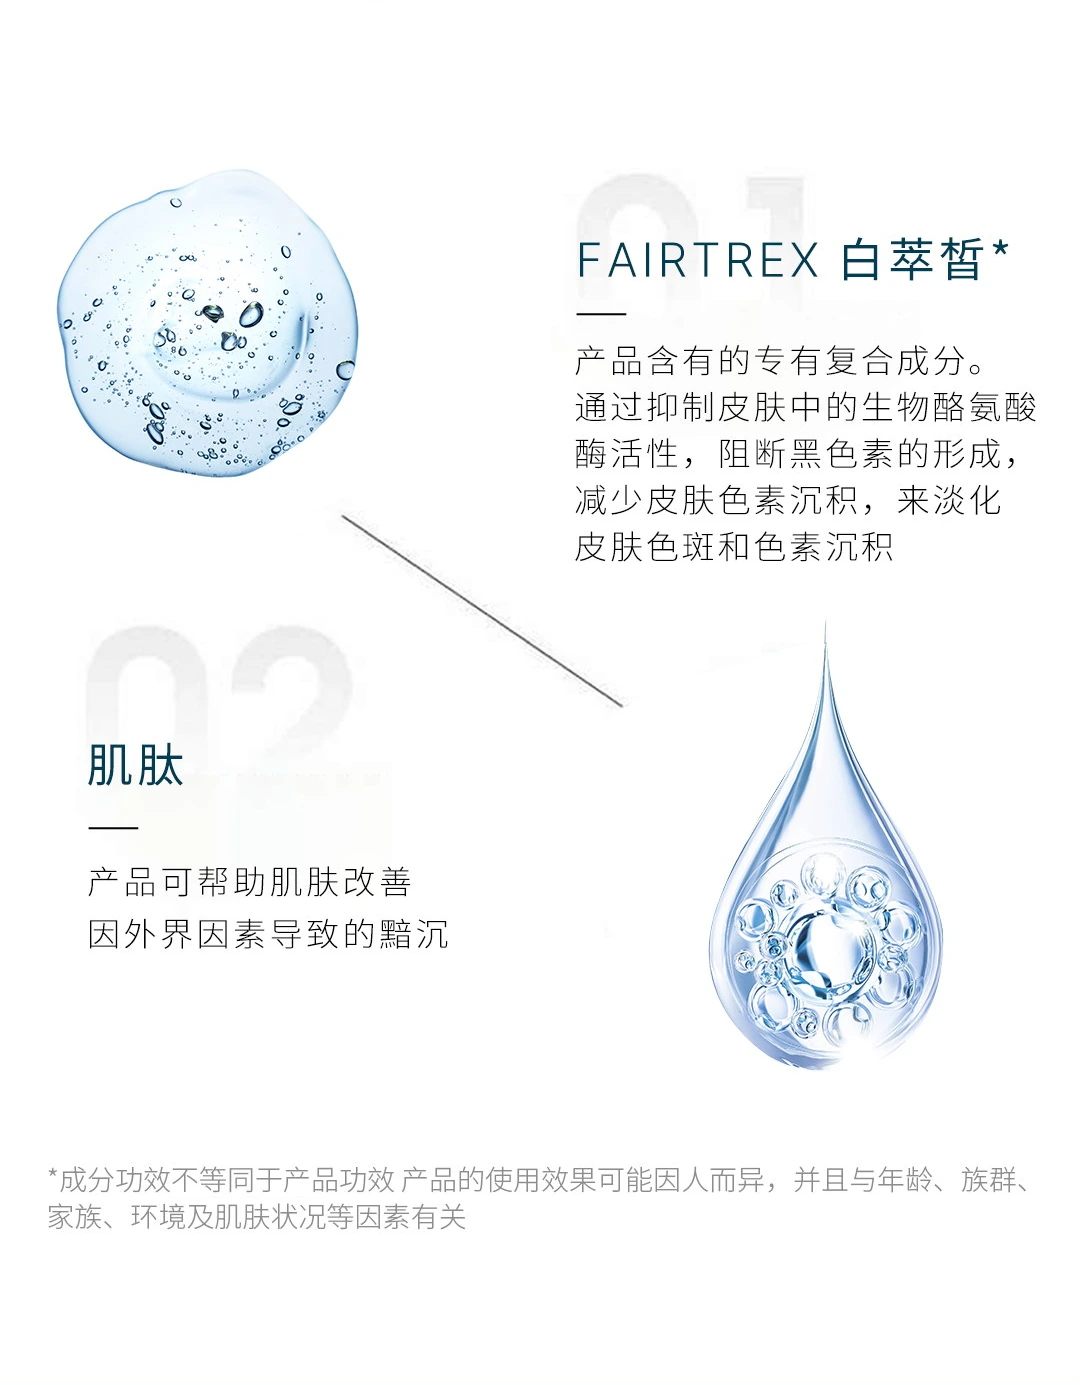 01
FAIRTREX 白萃皙*
产品含有的专有复合成分。
通过抑制皮肤中的生物酪氨酸
酶活性，阻断黑色素的形成，
减少皮肤色素沉积，来淡化
皮肤色斑和色素沉积
02
肌肽
产品可帮助肌肤改善
因外界因素导致的黯沉
*成分功效不等同于产品功效 产品的使用效果可能因人而异，并且与年龄、族群、
家族、环境及肌肤状况等因素有关